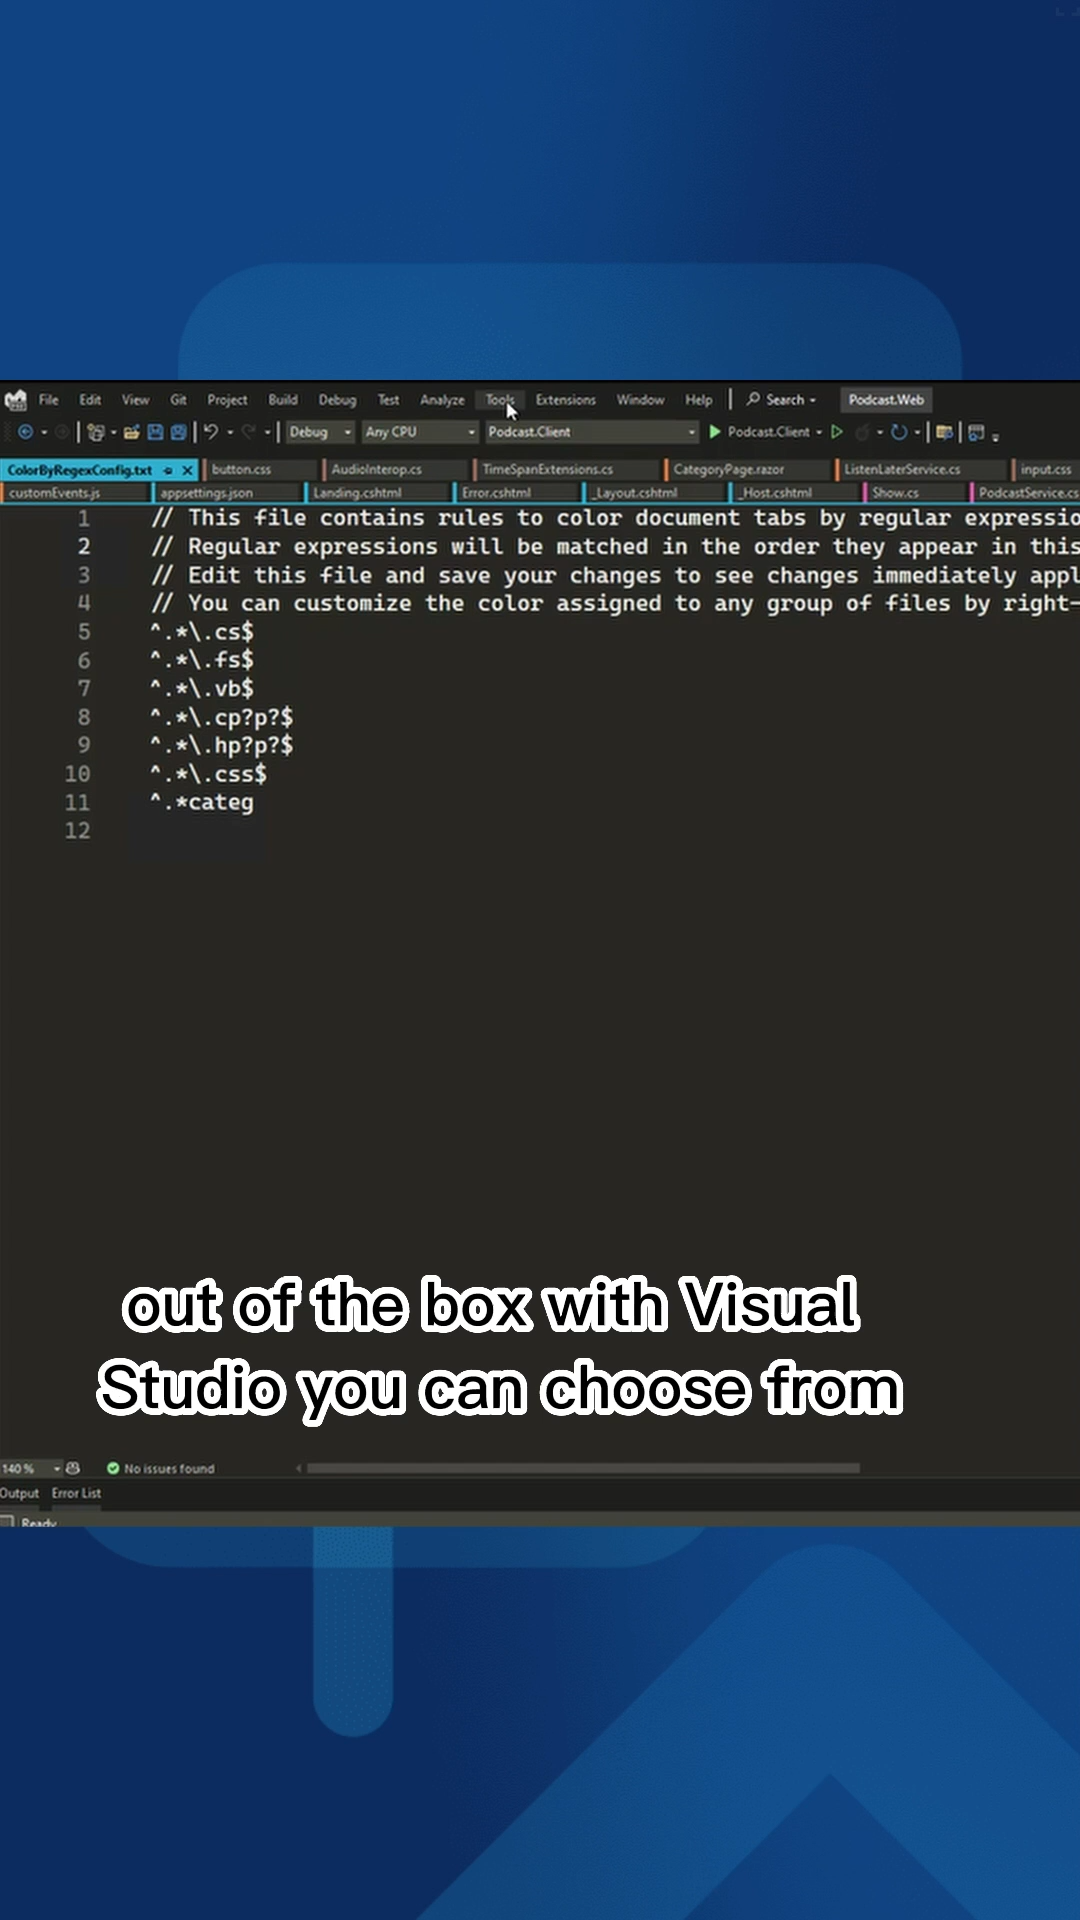 File Edit View Git Project Build Debug Test Analyze Tools Extensions Window Help Search Podcast.Web
Debug Any CPU Podcast.Client Podcast.Client
ColorByRegexConfig.txt button.css AudioInterop.cs TimeSpanExtensions.cs CategoryPage.razor ListenLaterService.cs input.css
customEvents.js appsettings.json Landing.cshtml Error.cshtml _Layout.cshtml _Host.cshtml Show.cs PodcastService.cs
1 // This file contains rules to color document tabs by regular expressio
2 // Regular expressions will be matched in the order they appear in this
3 // Edit this file and save your changes to see changes immediately appl
4 // You can customize the color assigned to any group of files by right-
5 ^.*\.cs$
6 ^.*\.fs$
7 ^.*\.vb$
8 ^.*\.cp?p?$
9 ^.*\.hp?p?$
10 ^.*\.css$
11 ^.*categ
12
out of the box with Visual
Studio you can choose from
140 % No issues found
Output Error List
Ready